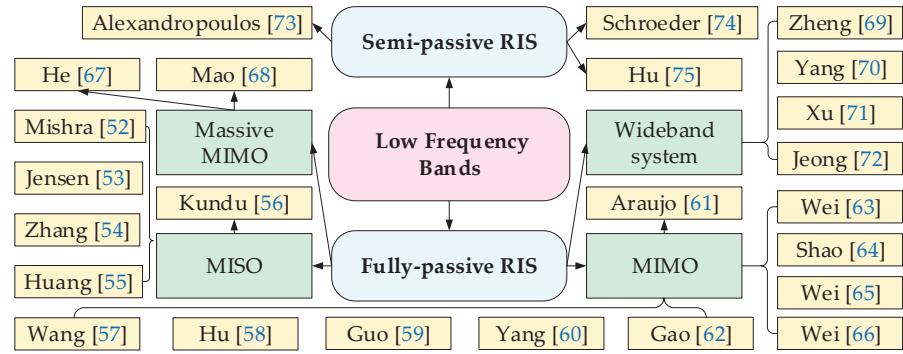 Alexandropoulos [73]
Semi-passive RIS
Schroeder [74]
Zheng [69]
He [67]
Mao [68]
Hu [75]
Yang [70]
Mishra [52]
Massive
MIMO
Low Frequency
Bands
Wideband
system
Xu [71]
Jensen [53]
Jeong [72]
Kundu [56]
Araujo [61]
Wei [63]
Zhang [54]
Shao [64]
Huang [55]
MISO
Fully-passive RIS
MIMO
Wei [65]
Wang [57]
Hu [58]
Guo [59]
Yang [60]
Gao [62]
Wei [66]